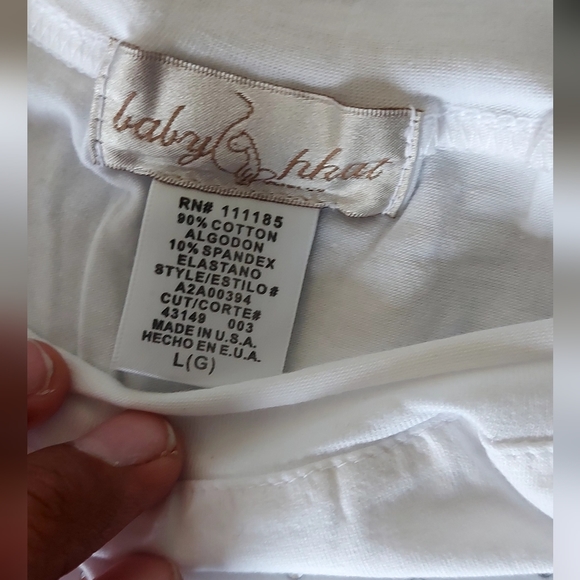 baby phat
RN# 111185
90% COTTON
ALGODON
10% SPANDEX
ELASTANO
STYLE/ESTILO#
A2A00394
CUT/CORTE#
43149 003
MADE IN U.S.A.
HECHO EN E.U.A.
L(G)